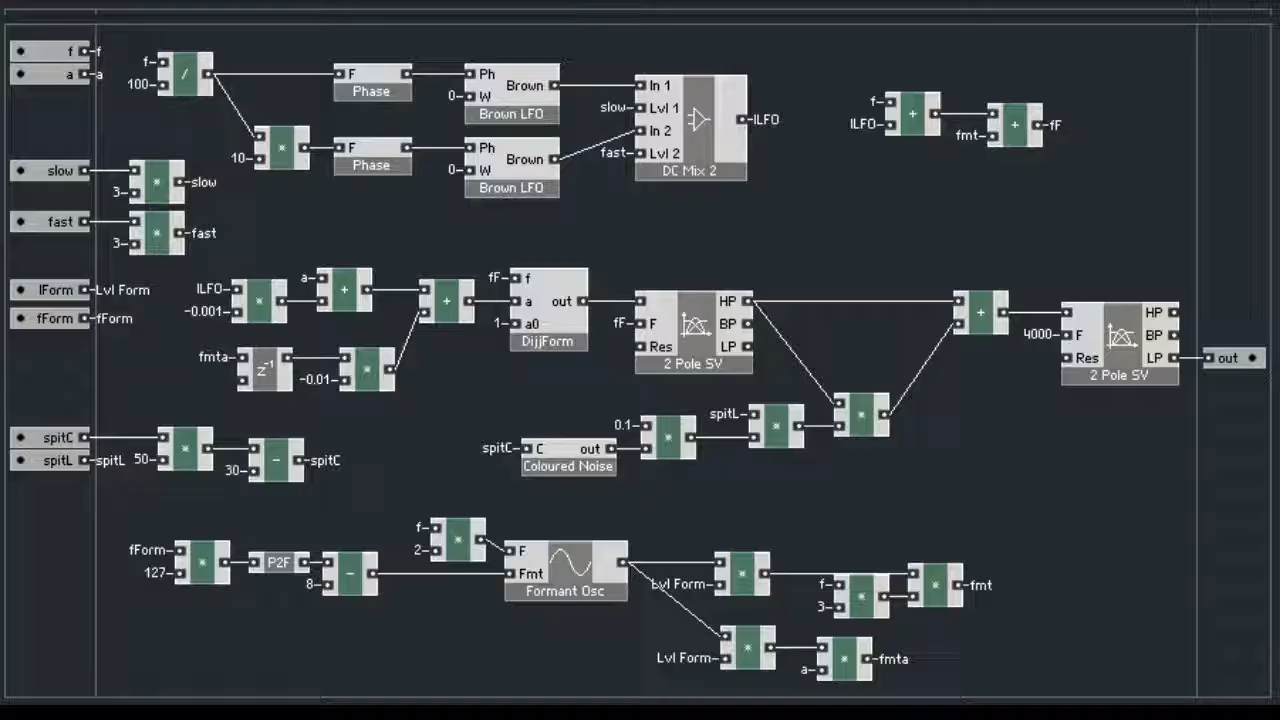 f f
a a
f
100
/
F
Phase
Ph
W
0
Brown
Brown LFO
In 1
Lvl 1
In 2
Lvl 2
slow
fast
DC Mix 2
lLFO
f
lLFO
+
fmt
+
fF
10
*
F
Phase
Ph
W
0
Brown
Brown LFO
slow
3
*
slow
fast
3
*
fast
lForm Lvl Form
fForm fForm
lLFO
-0.001
*
a
+
+
fF
1
f
a
a0
out
DijjForm
fF
F
Res
HP
BP
LP
2 Pole SV
+
4000
F
Res
HP
BP
LP
2 Pole SV
out
fmta
z-1
-0.01
*
spitC
spitL spitL
50
*
30
-
spitC
spitC
C out
Coloured Noise
0.1
*
spitL
*
*
fForm
127
*
P2F
8
-
f
2
*
F
Fmt
Formant Osc
Lvl Form
*
f
3
*
*
fmt
Lvl Form
*
a
*
fmta